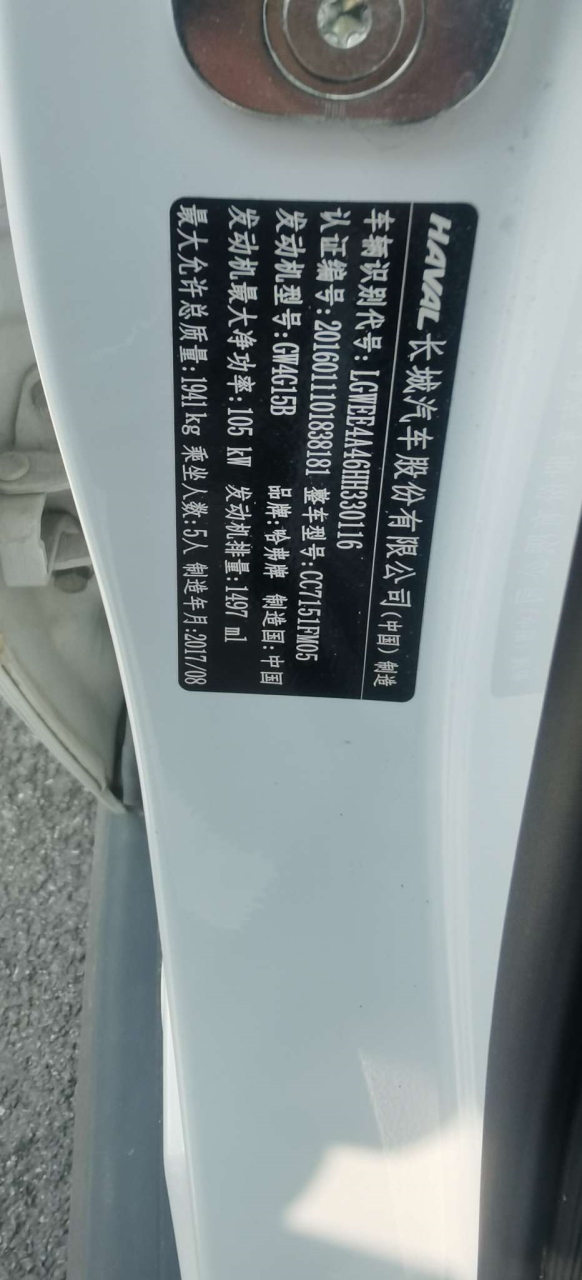 HAVAL 长城汽车股份有限公司(中国) 制造
车辆识别代号:LGWEE4A46HH330116
认证编号:2016011101838181 整车型号:CC7151FM05
发动机型号:GW4G15B 品牌:哈弗牌 制造国:中国
发动机最大净功率:105 kW 发动机排量:1497 ml
最大允许总质量:1941kg 乘坐人数:5人 制造年月:2017/08